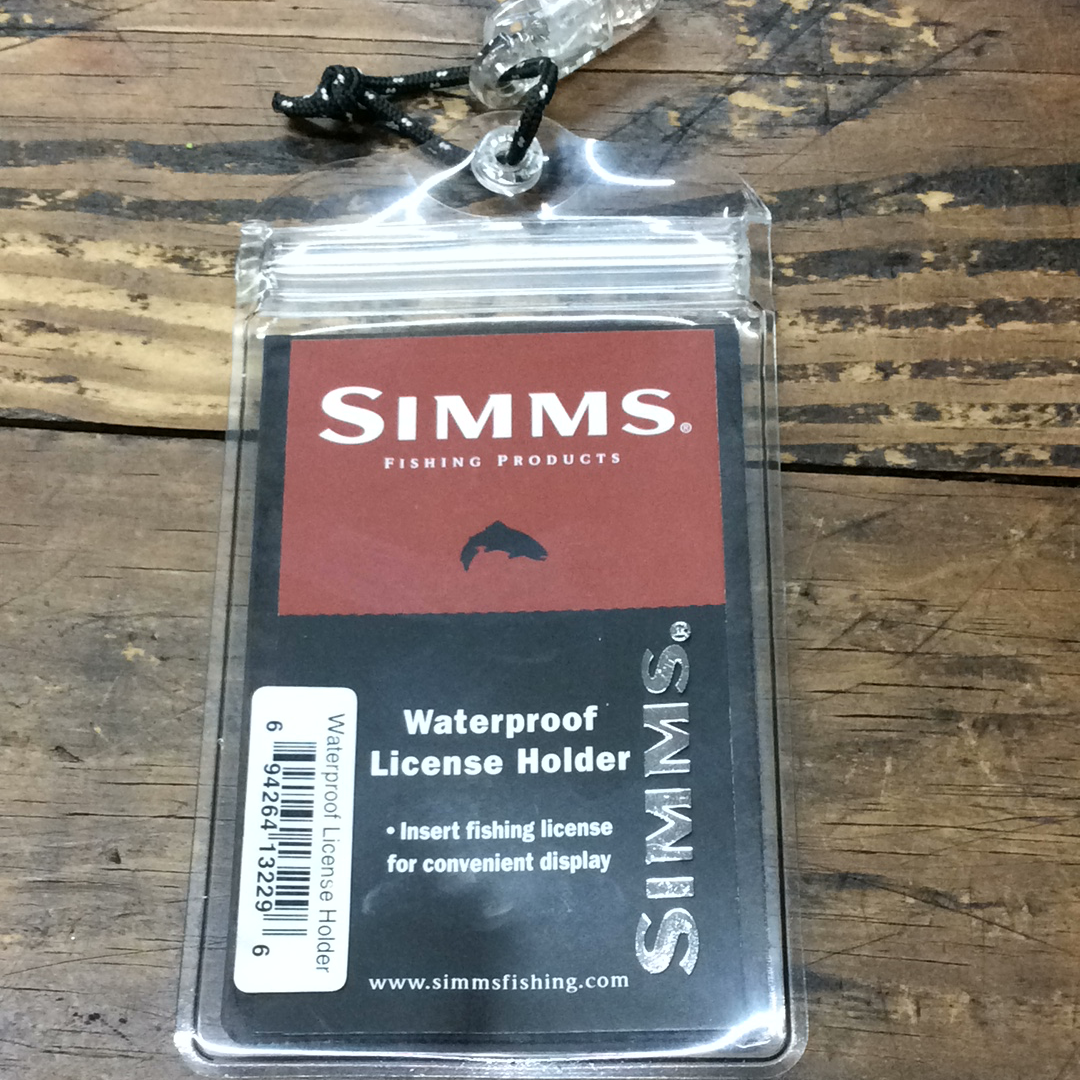 SIMMS®
FISHING PRODUCTS
Waterproof
License Holder
• Insert fishing license
for convenient display
www.simmsfishing.com
SIMMS®
Waterproof License Holder
6 94264 13229 6